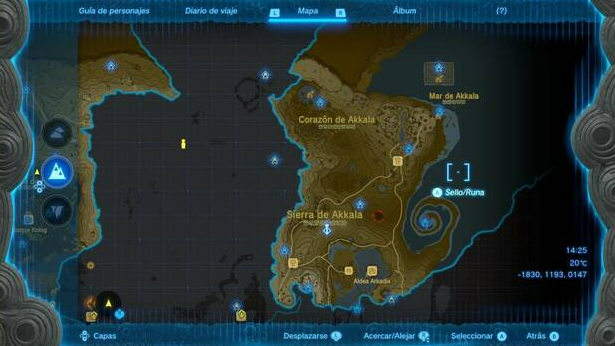 Guía de personajes
Diario de viaje
L
Mapa
R
Álbum
(?)
Mar de Akkala
Corazón de Akkala
A Sello/Runa
Sierra de Akkala
Aldea Arkadia
14:25
20°C
-1830, 1193, 0147
Capas
Desplazarse L
Acercar/Alejar R
Seleccionar A
Atrás B